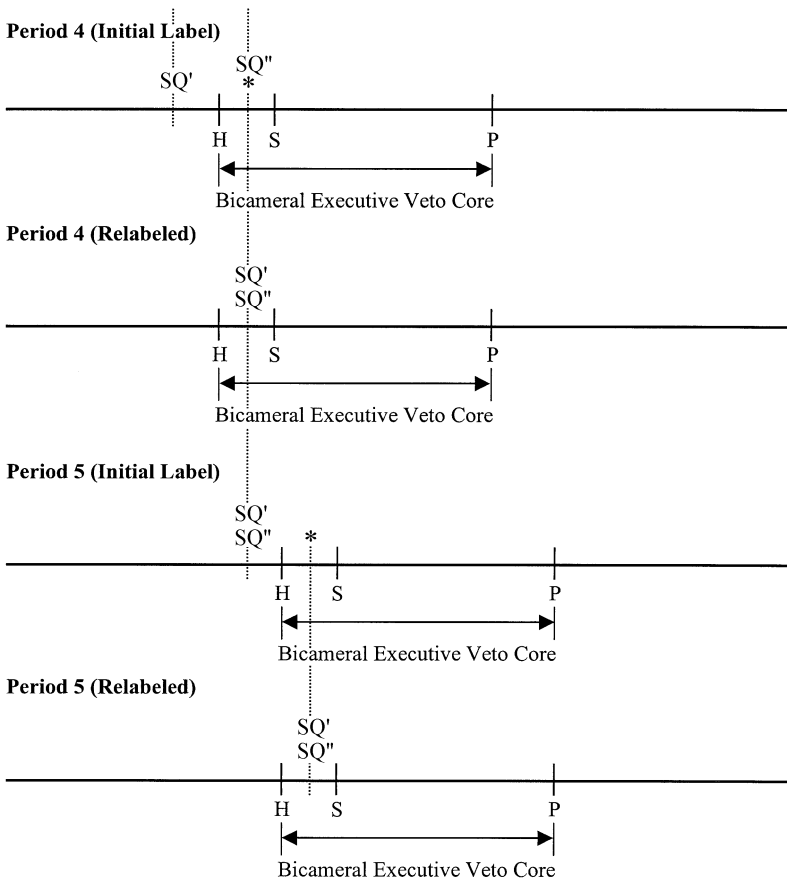 Period 4 (Initial Label)
SQ'
SQ"
*
H S P
Bicameral Executive Veto Core
Period 4 (Relabeled)
SQ'
SQ"
H S P
Bicameral Executive Veto Core
Period 5 (Initial Label)
SQ'
SQ" *
H S P
Bicameral Executive Veto Core
Period 5 (Relabeled)
SQ'
SQ"
H S P
Bicameral Executive Veto Core